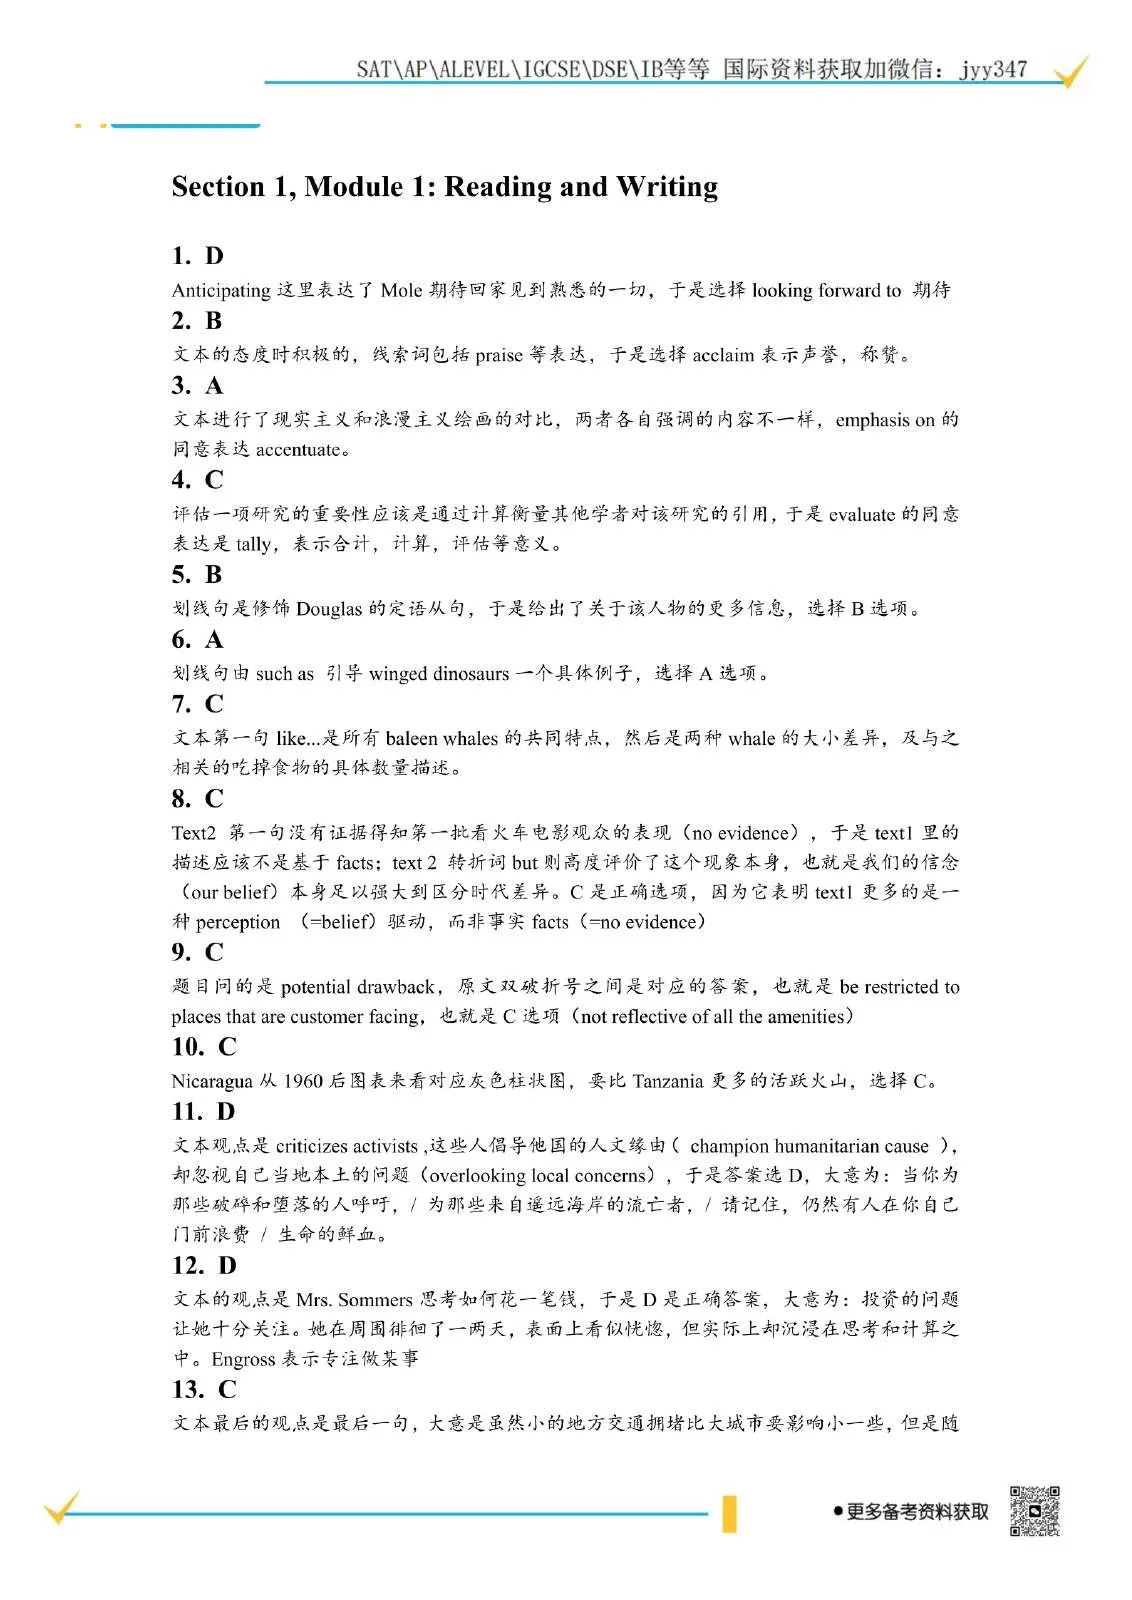 SAT\AP\ALEVEL\IGCSE\DSE\IB等等 国际资料获取加微信：jyy347
Section 1, Module 1: Reading and Writing
1. D
Anticipating 这里表达了 Mole 期待回家见到熟悉的一切，于是选择 looking forward to 期待
2. B
文本的态度时积极的，线索词包括 praise 等表达，于是选择 acclaim 表示声誉，称赞。
3. A
文本进行了现实主义和浪漫主义绘画的对比，两者各自强调的内容不一样，emphasis on 的
同意表达 accentuate。
4. C
评估一项研究的重要性应该是通过计算衡量其他学者对该研究的引用，于是 evaluate 的同意
表达是 tally，表示合计，计算，评估等意义。
5. B
划线句是修饰 Douglas 的定语从句，于是给出了关于该人物的更多信息，选择 B 选项。
6. A
划线句由 such as 引导 winged dinosaurs 一个具体例子，选择 A 选项。
7. C
文本第一句 like...是所有 baleen whales 的共同特点，然后是两种 whale 的大小差异，及与之
相关的吃掉食物的具体数量描述。
8. C
Text2 第一句没有证据得知第一批看火车电影观众的表现（no evidence），于是 text1 里的
描述应该不是基于 facts；text 2 转折词 but 则高度评价了这个现象本身，也就是我们的信念
（our belief）本身足以强大到区分时代差异。C 是正确选项，因为它表明 text1 更多的是一
种 perception （=belief）驱动，而非事实 facts（=no evidence）
9. C
题目问的是 potential drawback，原文双破折号之间是对应的答案，也就是 be restricted to
places that are customer facing，也就是 C 选项（not reflective of all the amenities）
10. C
Nicaragua 从 1960 后图表来看对应灰色柱状图，要比 Tanzania 更多的活跃火山，选择 C。
11. D
文本观点是 criticizes activists ,这些人倡导他国的人文缘由（ champion humanitarian cause ），
却忽视自己当地本土的问题（overlooking local concerns），于是答案选 D，大意为：当你为
那些破碎和堕落的人呼吁，/ 为那些来自遥远海岸的流亡者，/ 请记住，仍然有人在你自己
门前浪费 / 生命的鲜血。
12. D
文本的观点是 Mrs. Sommers 思考如何花一笔钱，于是 D 是正确答案，大意为：投资的问题
让她十分关注。她在周围徘徊了一两天，表面上看似恍惚，但实际上却沉浸在思考和计算之
中。Engross 表示专注做某事
13. C
文本最后的观点是最后一句，大意是虽然小的地方交通拥堵比大城市要影响小一些，但是随
●更多备考资料获取